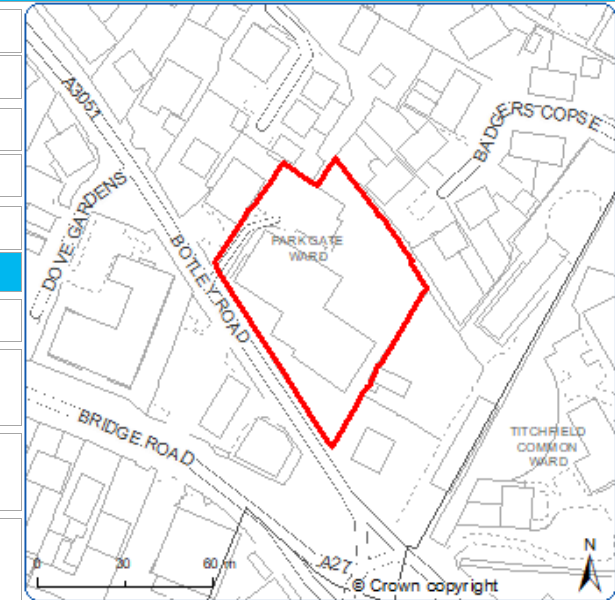 A3051
BADGERS COPSE
DOVE GARDENS
PARK GATE
WARD
BOTLEY ROAD
BRIDGE ROAD
TITCHFIELD
COMMON
WARD
N
0 30 60 m
A27
© Crown copyright